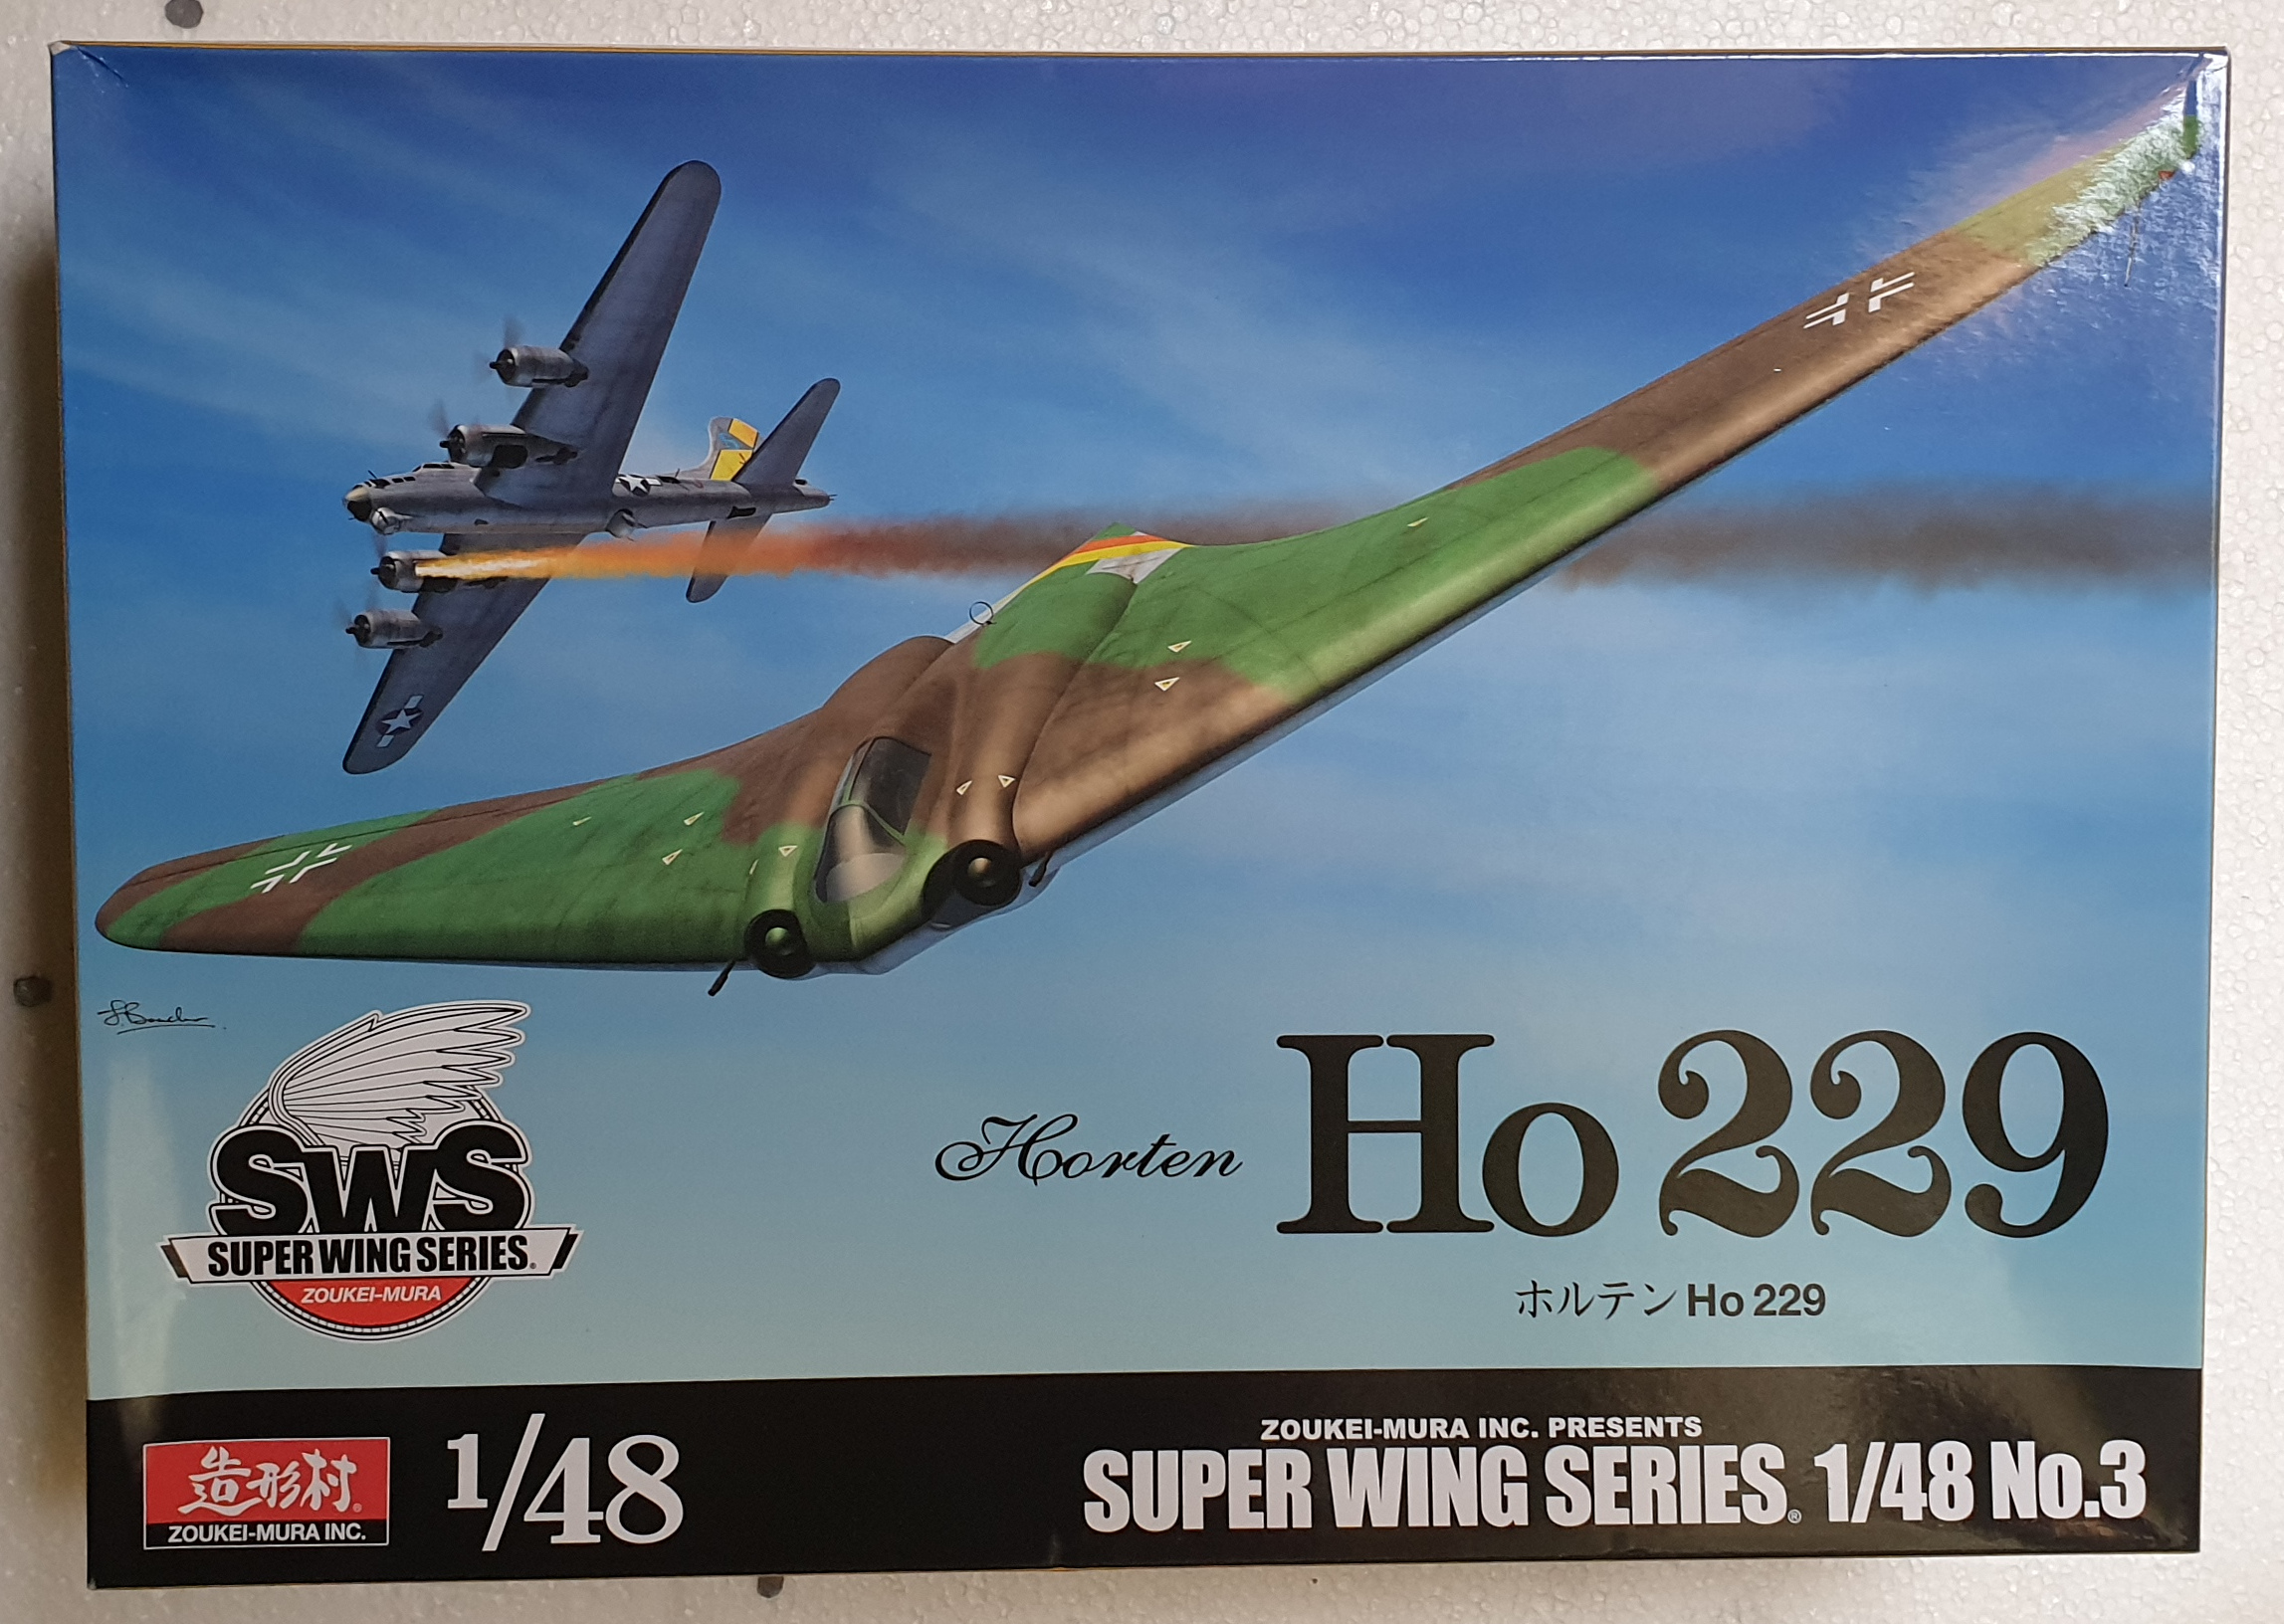 SWS
SUPER WING SERIES®
ZOUKEI-MURA
Horten Ho 229
ホルテン Ho 229
造形村®
ZOUKEI-MURA INC.
1/48
ZOUKEI-MURA INC. PRESENTS
SUPER WING SERIES® 1/48 No.3